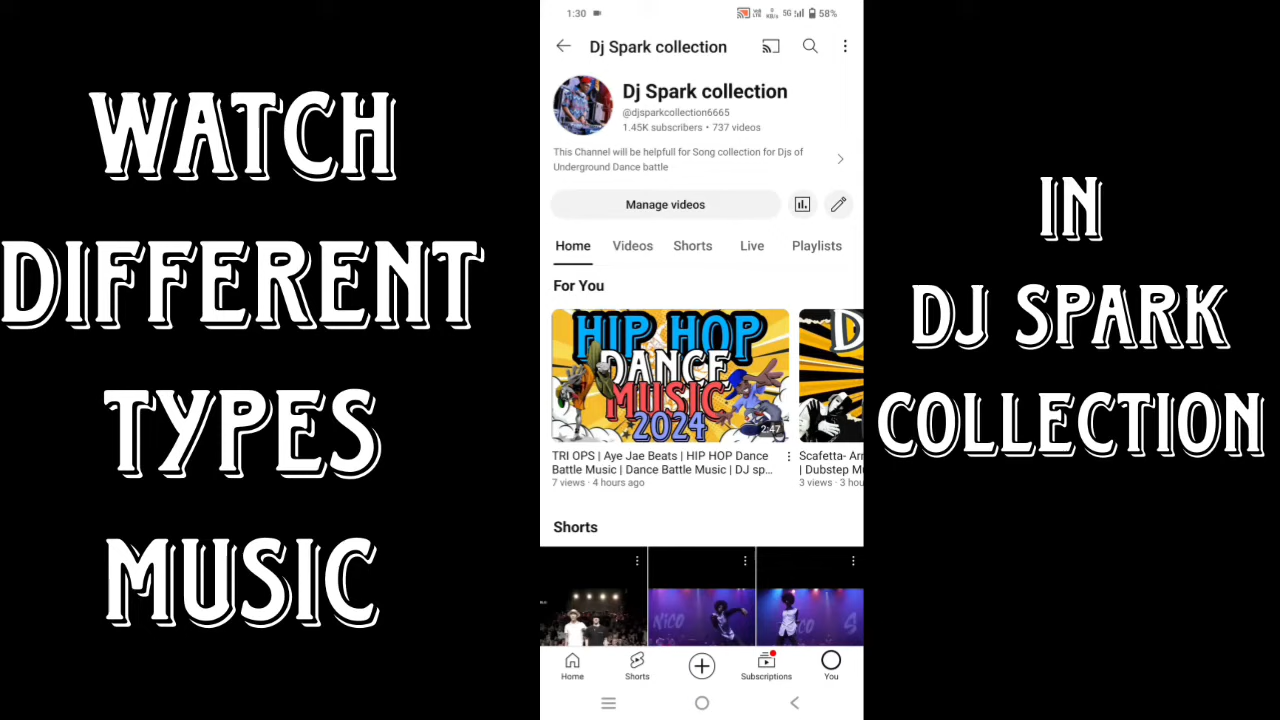 WATCH
DIFFERENT
TYPES
MUSIC
1:30
5G
58%
Dj Spark collection
Dj Spark collection
@djsparkcollection6665
1.45K subscribers • 737 videos
This Channel will be helpfull for Song collection for Djs of
Underground Dance battle
Manage videos
Home Videos Shorts Live Playlists
For You
HIP HOP
DANCE
MUSIC
2024
2:47
TRI OPS | Aye Jae Beats | HIP HOP Dance
Battle Music | Dance Battle Music | DJ sp...
7 views · 4 hours ago
Scafetta- Arr
| Dubstep Mu
3 views · 3 hou
Shorts
NICO
Home
Shorts
Subscriptions
You
IN
DJ SPARK
COLLECTION